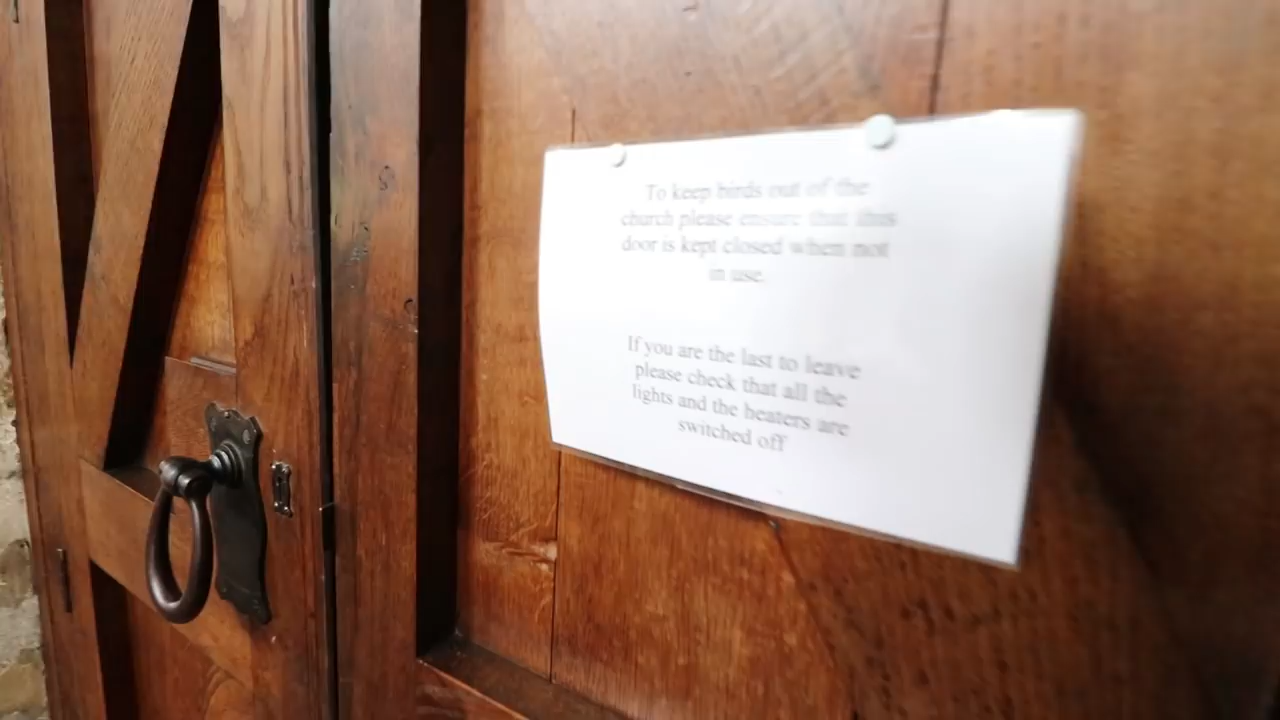 To keep birds out of the
church please ensure that this
door is kept closed when not
in use.
If you are the last to leave
please check that all the
lights and the heaters are
switched off